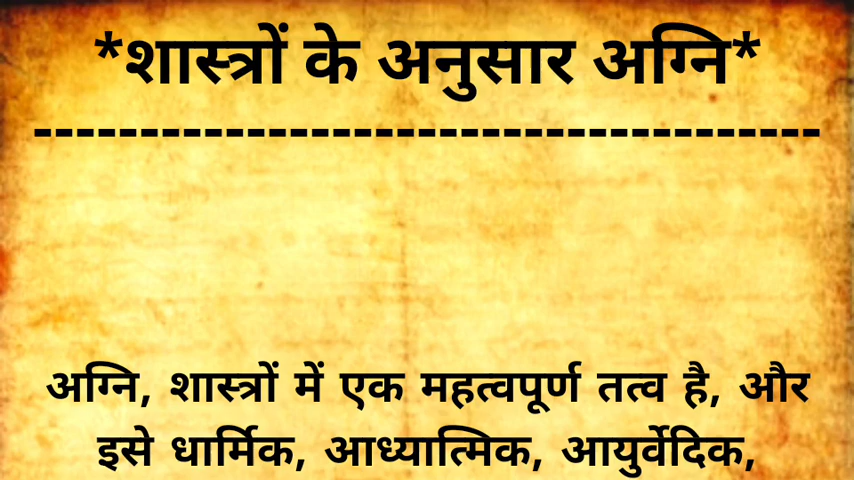 *शास्त्रों के अनुसार अग्नि*
-------------------------------------
अग्नि, शास्त्रों में एक महत्वपूर्ण तत्व है, और
इसे धार्मिक, आध्यात्मिक, आयुर्वेदिक,